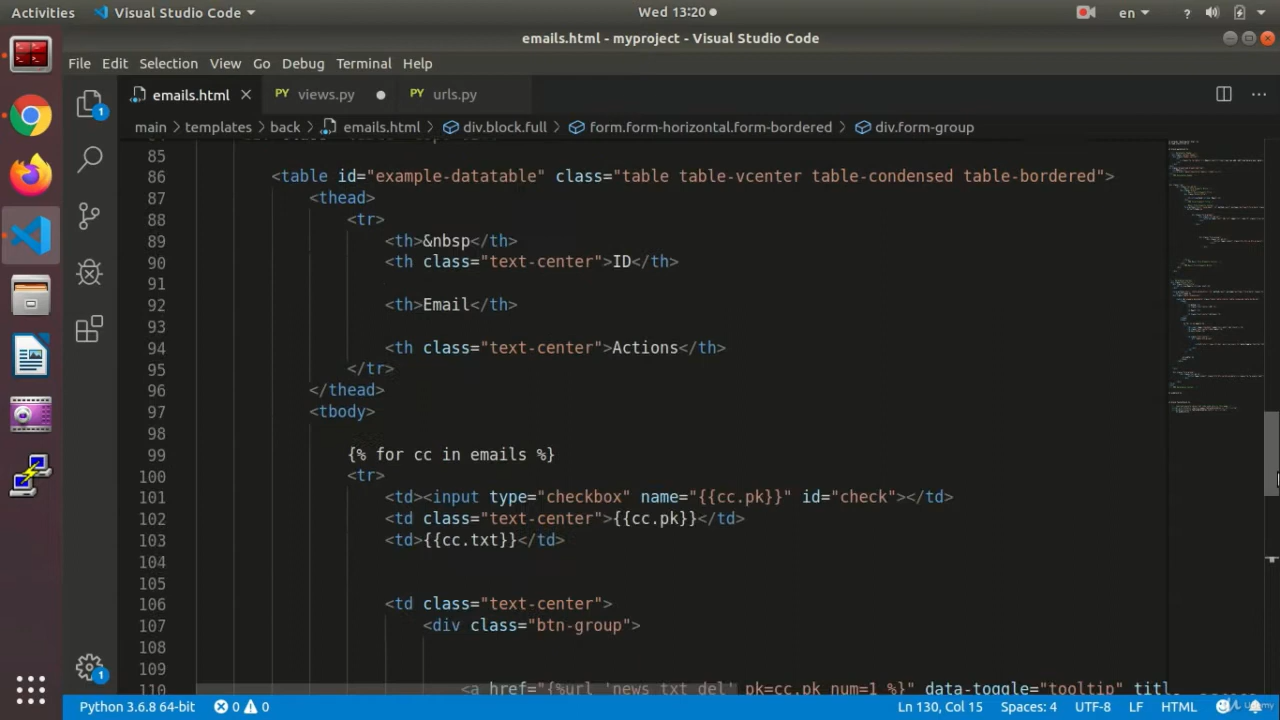 Activities Visual Studio Code Wed 13:20 en ?
emails.html - myproject - Visual Studio Code
File Edit Selection View Go Debug Terminal Help
emails.html views.py urls.py
main templates back emails.html div.block.full form.form-horizontal.form-bordered div.form-group
85
86 <table id="example-datatable" class="table table-vcenter table-condensed table-bordered">
87 <thead>
88 <tr>
89 <th>&nbsp</th>
90 <th class="text-center">ID</th>
91
92 <th>Email</th>
93
94 <th class="text-center">Actions</th>
95 </tr>
96 </thead>
97 <tbody>
98
99 {% for cc in emails %}
100 <tr>
101 <td><input type="checkbox" name="{{cc.pk}}" id="check"></td>
102 <td class="text-center">{{cc.pk}}</td>
103 <td>{{cc.txt}}</td>
104
105
106 <td class="text-center">
107 <div class="btn-group">
108
109
110 <a href="{%url 'news_txt_del' pk=cc.pk num=1 %}" data-toggle="tooltip" titl
1
1
Python 3.6.8 64-bit 0 0 Ln 130, Col 15 Spaces: 4 UTF-8 LF HTML
Udemy